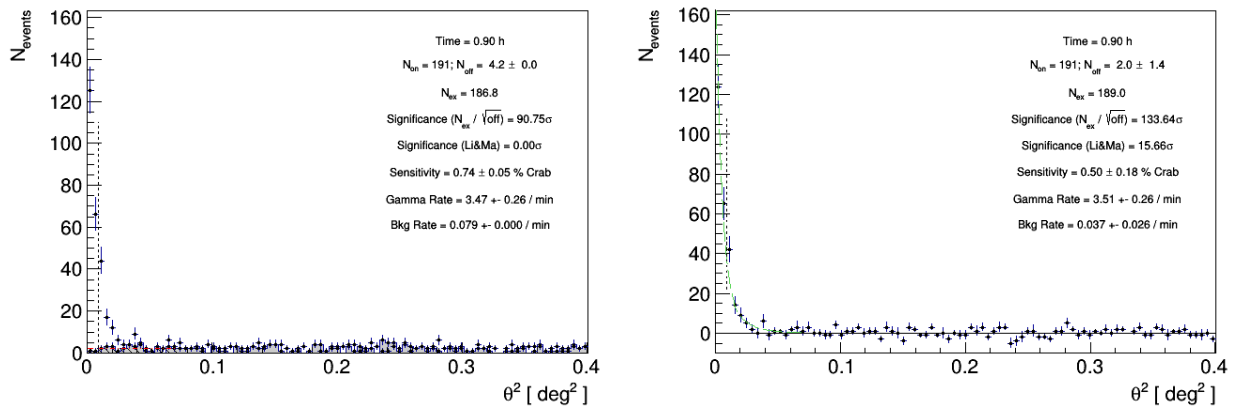 N_events
160
140
120
100
80
60
40
20
0
Time = 0.90 h
N_on = 191; N_off = 4.2 ± 0.0
N_ex = 186.8
Significance (N_ex / √off) = 90.75σ
Significance (Li&Ma) = 0.00σ
Sensitivity = 0.74 ± 0.05 % Crab
Gamma Rate = 3.47 +- 0.26 / min
Bkg Rate = 0.079 +- 0.000 / min
0 0.1 0.2 0.3 0.4
θ² [ deg² ]
N_events
160
140
120
100
80
60
40
20
0
Time = 0.90 h
N_on = 191; N_off = 2.0 ± 1.4
N_ex = 189.0
Significance (N_ex / √off) = 133.64σ
Significance (Li&Ma) = 15.66σ
Sensitivity = 0.50 ± 0.18 % Crab
Gamma Rate = 3.51 +- 0.26 / min
Bkg Rate = 0.037 +- 0.026 / min
0 0.1 0.2 0.3 0.4
θ² [ deg² ]